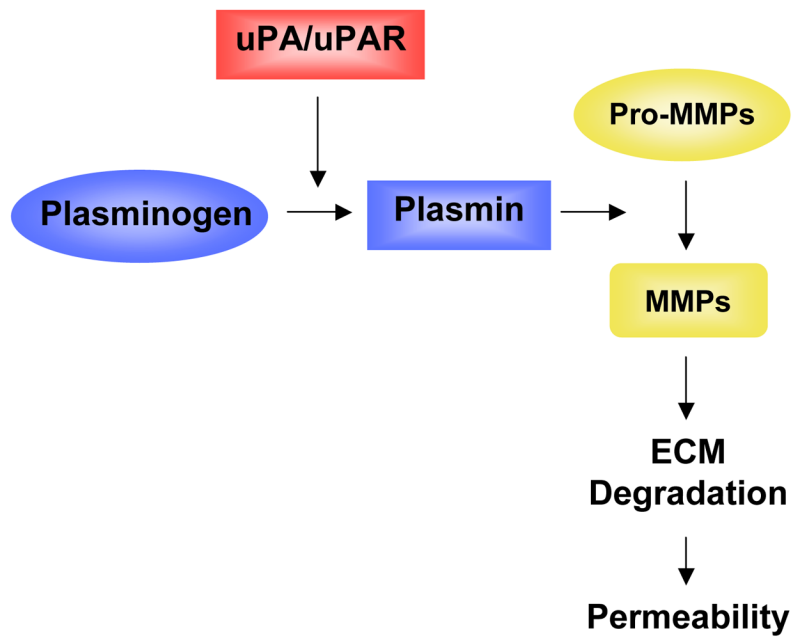 uPA/uPAR
Pro-MMPs
Plasminogen
Plasmin
MMPs
ECM
Degradation
Permeability